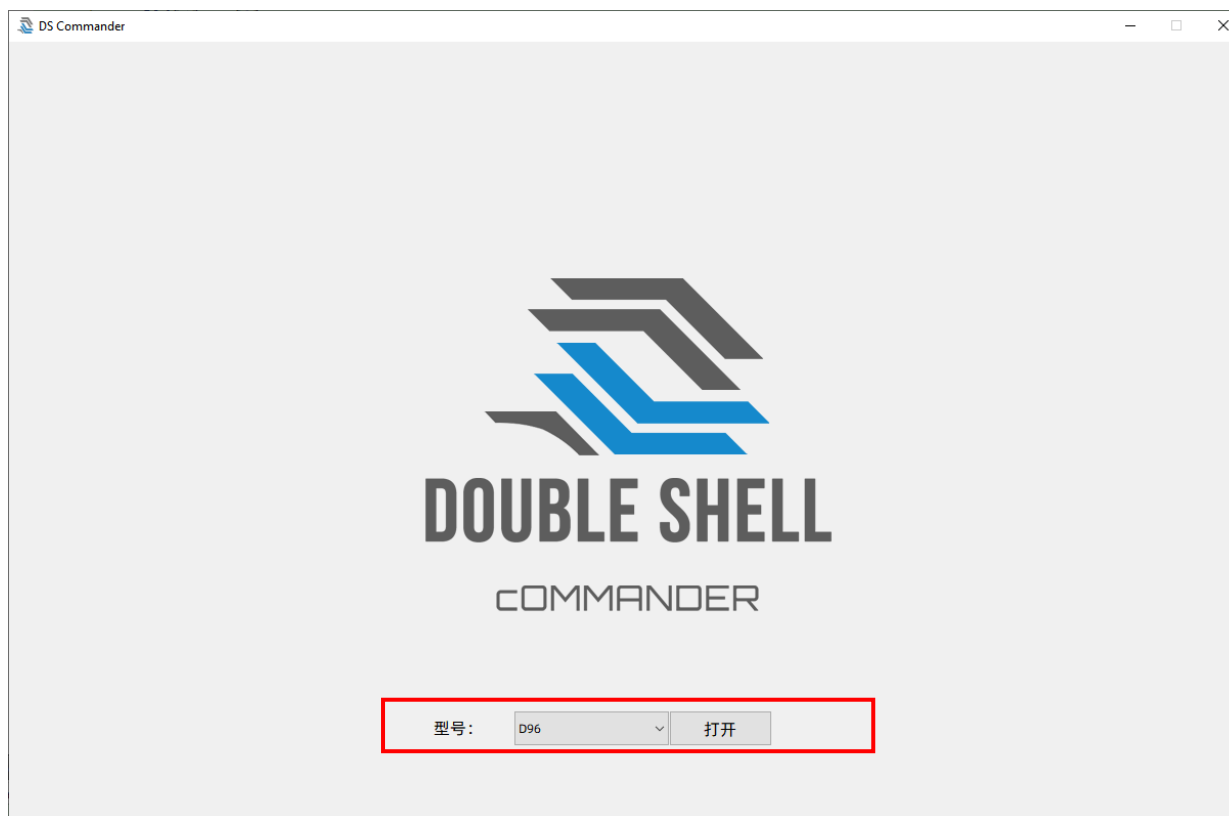 DS Commander
DOUBLE SHELL
cOMMANDER
型号： D96 打开